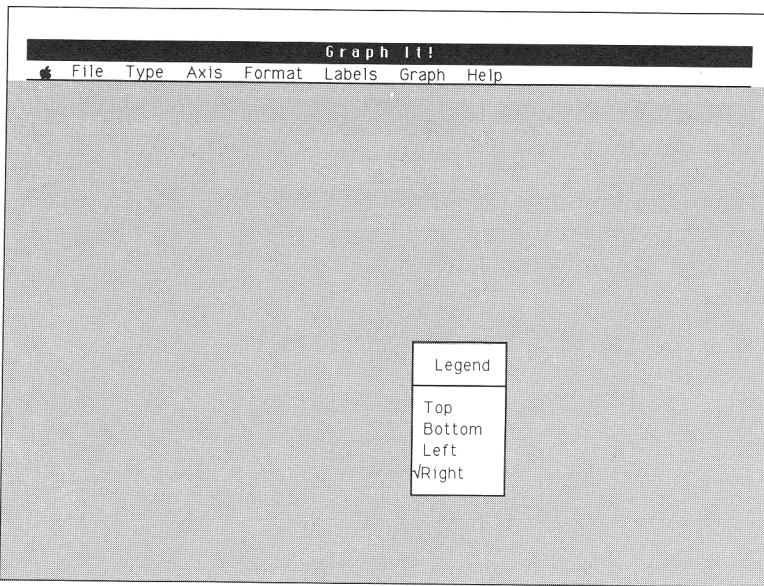 Graph It!
File Type Axis Format Labels Graph Help
Legend
Top
Bottom
Left
√Right